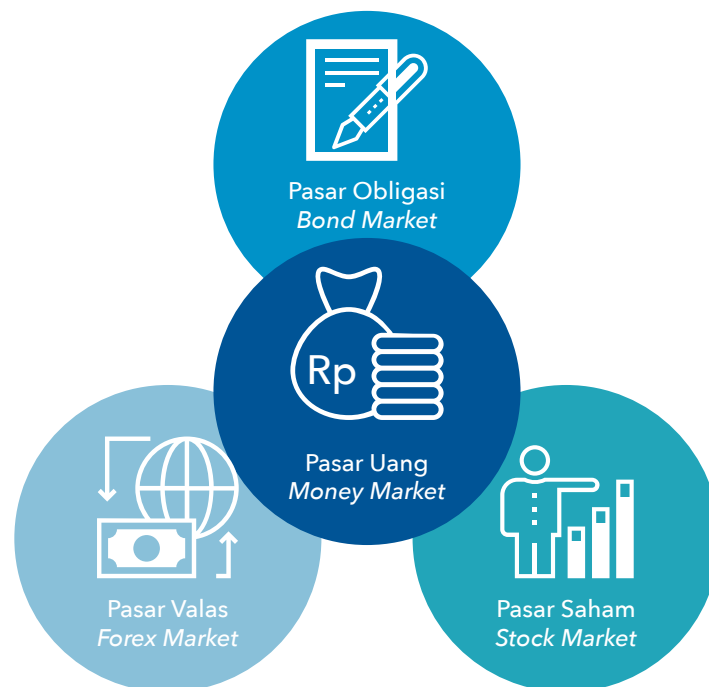 Pasar Obligasi
Bond Market
Rp
Pasar Uang
Money Market
Pasar Valas
Forex Market
Pasar Saham
Stock Market